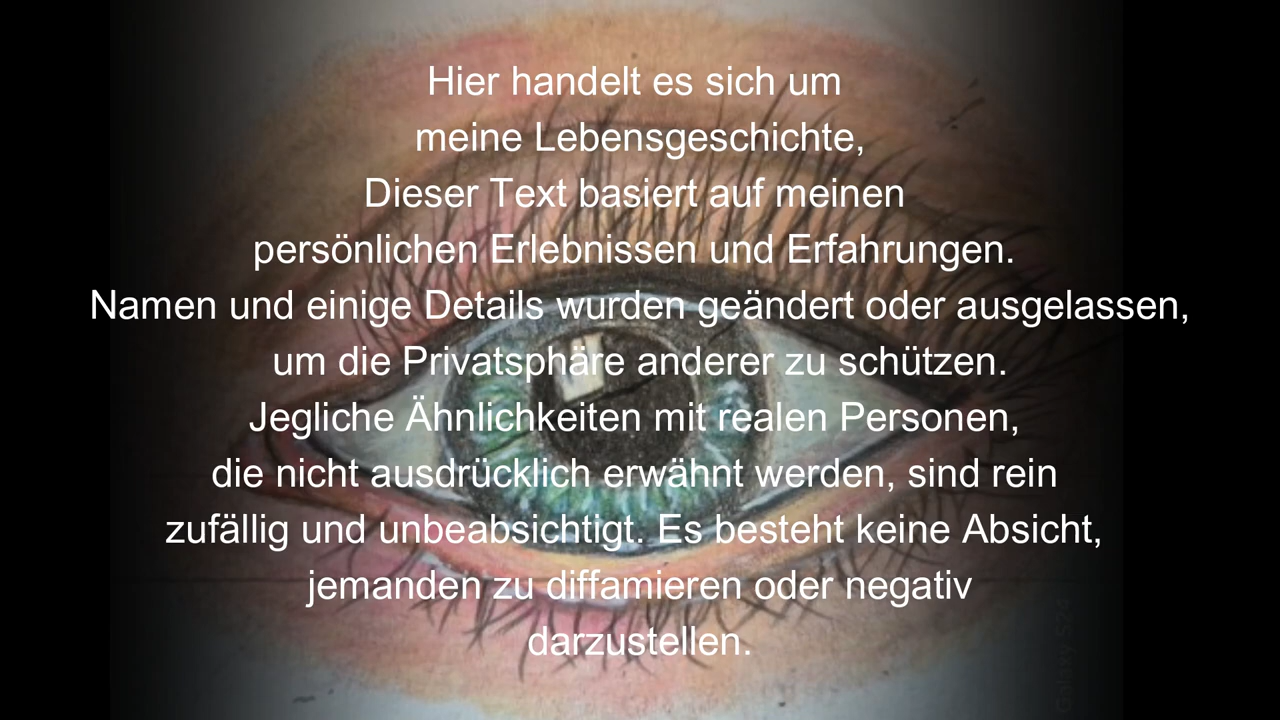 Hier handelt es sich um
meine Lebensgeschichte,
Dieser Text basiert auf meinen
persönlichen Erlebnissen und Erfahrungen.
Namen und einige Details wurden geändert oder ausgelassen,
um die Privatsphäre anderer zu schützen.
Jegliche Ähnlichkeiten mit realen Personen,
die nicht ausdrücklich erwähnt werden, sind rein
zufällig und unbeabsichtigt. Es besteht keine Absicht,
jemanden zu diffamieren oder negativ
darzustellen.
Galaxy S24